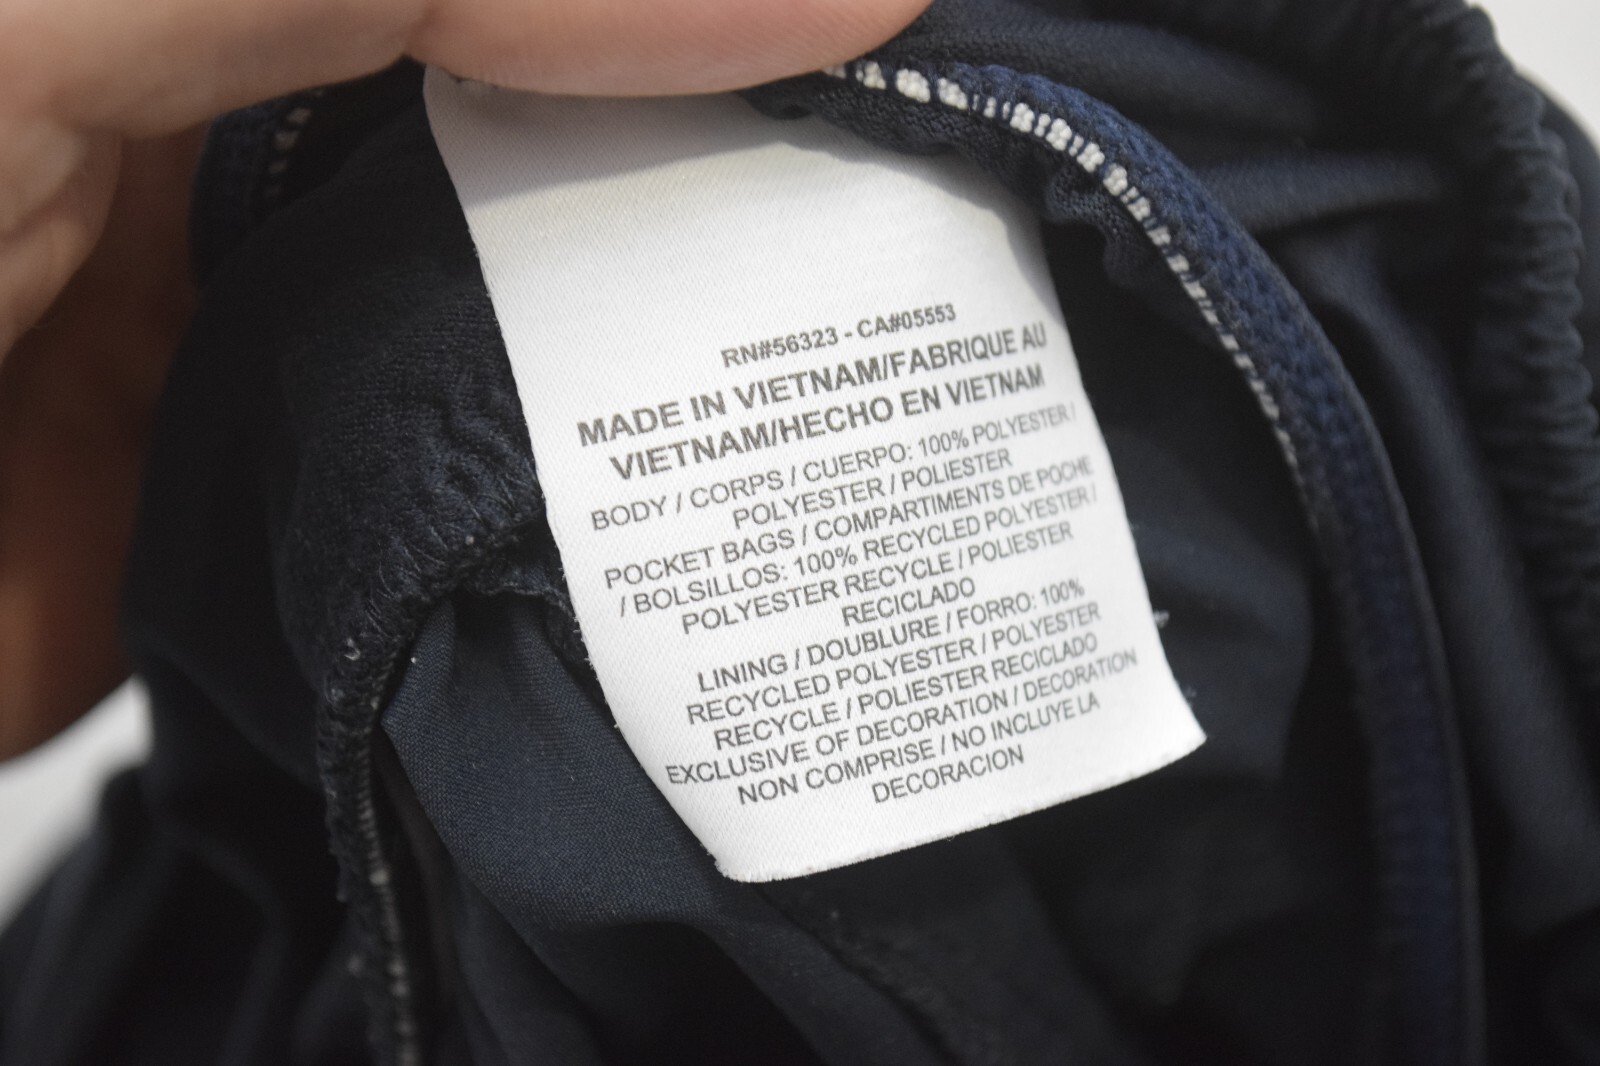 RN#56323 - CA#05553
MADE IN VIETNAM/FABRIQUE AU
VIETNAM/HECHO EN VIETNAM
BODY / CORPS / CUERPO: 100% POLYESTER /
POLYESTER / POLIESTER
POCKET BAGS / COMPARTIMENTS DE POCHE
/ BOLSILLOS: 100% RECYCLED POLYESTER /
POLYESTER RECYCLE / POLIESTER
RECICLADO
LINING / DOUBLURE / FORRO: 100%
RECYCLED POLYESTER / POLYESTER
RECYCLE / POLIESTER RECICLADO
EXCLUSIVE OF DECORATION / DECORATION
NON COMPRISE / NO INCLUYE LA
DECORACION